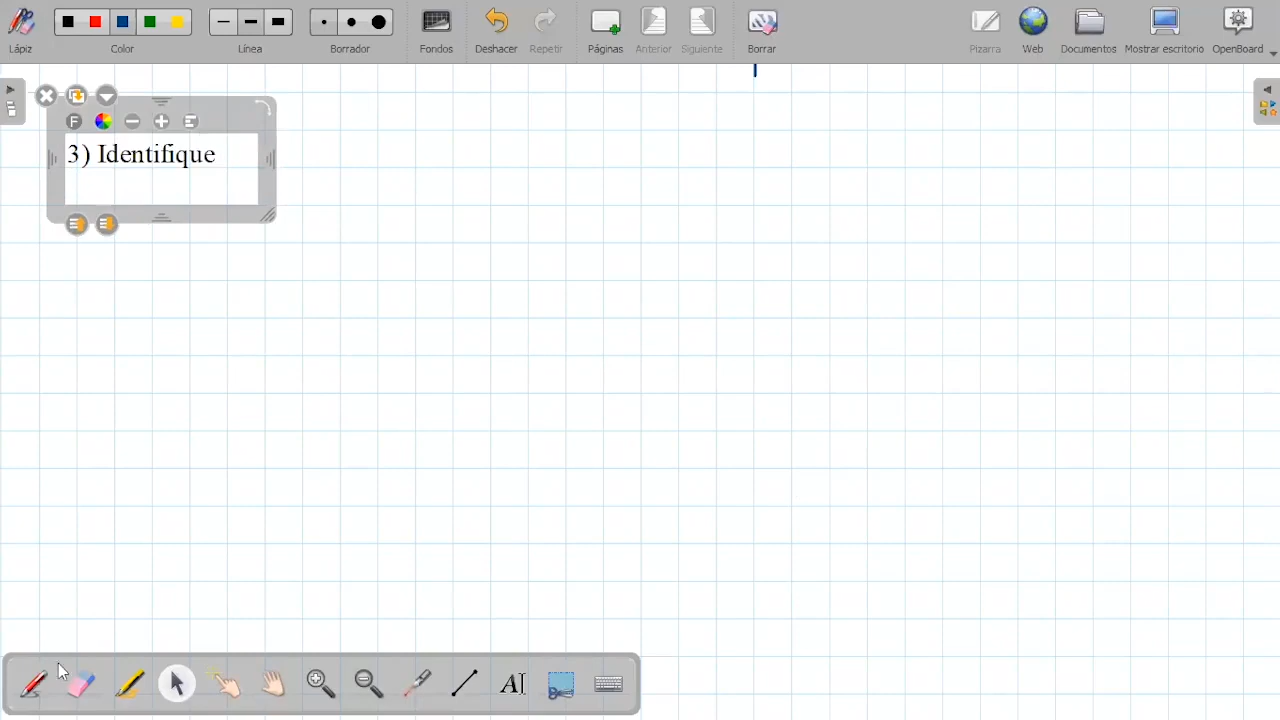 Lápiz
Color
Línea
Borrador
Fondos
Deshacer
Repetir
Páginas
Anterior
Siguiente
Borrar
Pizarra
Web
Documentos
Mostrar escritorio
OpenBoard
F
3) Identifique
AI